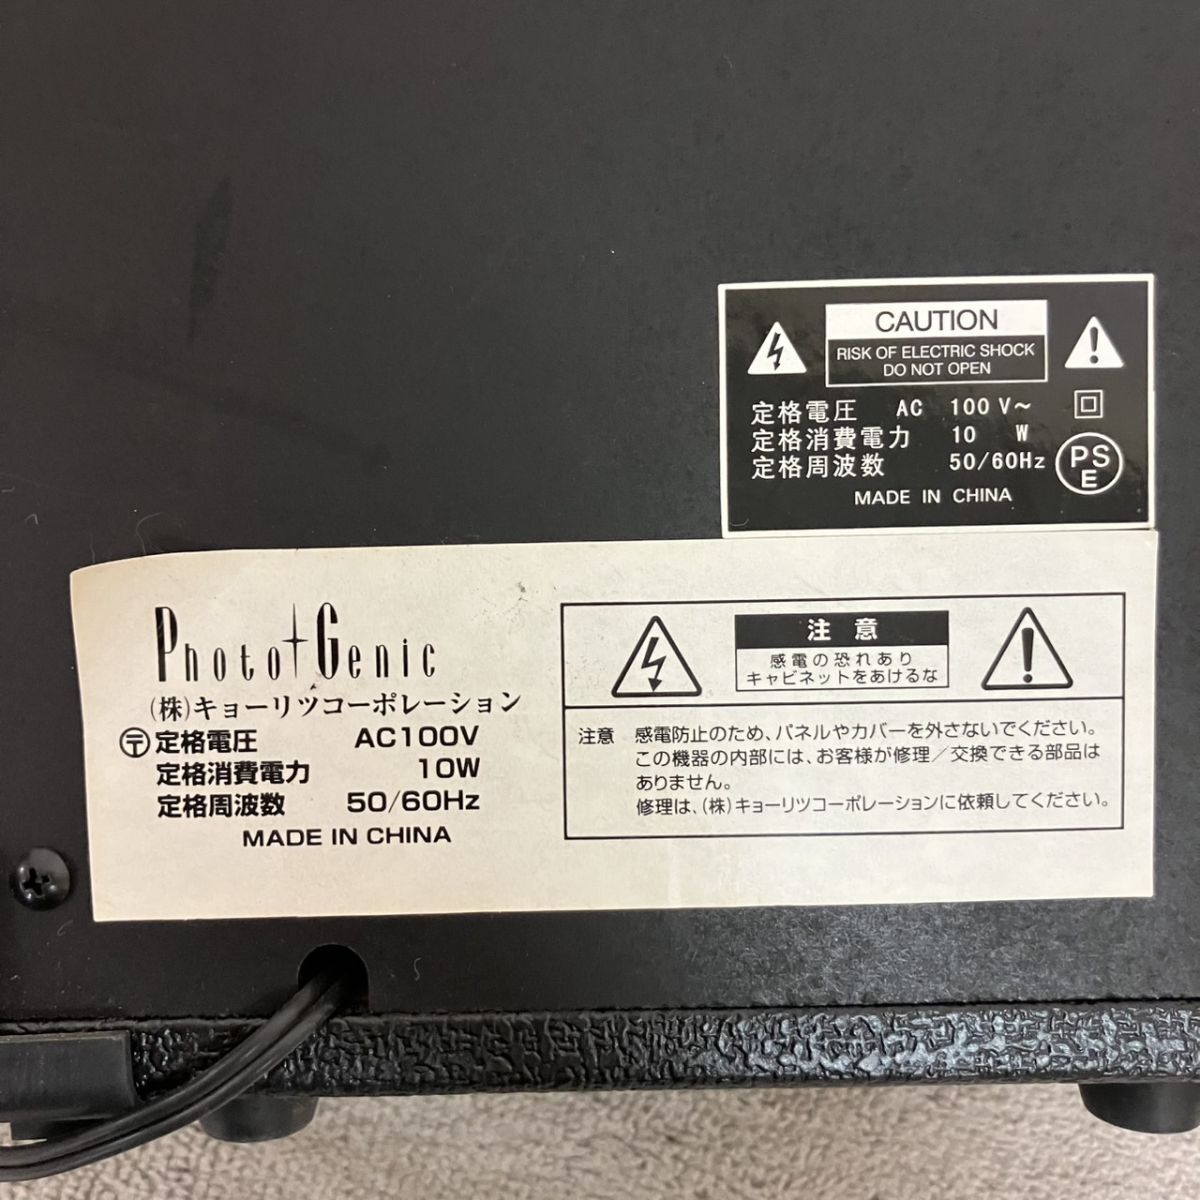 CAUTION
RISK OF ELECTRIC SHOCK
DO NOT OPEN
定格電圧 AC 100 V～
定格消費電力 10 W
定格周波数 50/60Hz
PS
E
MADE IN CHINA
Photo Genic
(株)キョーリツコーポレーション
〒定格電圧 AC100V
定格消費電力 10W
定格周波数 50/60Hz
MADE IN CHINA
注意
感電の恐れあり
キャビネットをあけるな
注意 感電防止のため、パネルやカバーを外さないでください。
この機器の内部には、お客様が修理／交換できる部品は
ありません。
修理は、(株)キョーリツコーポレーションに依頼してください。